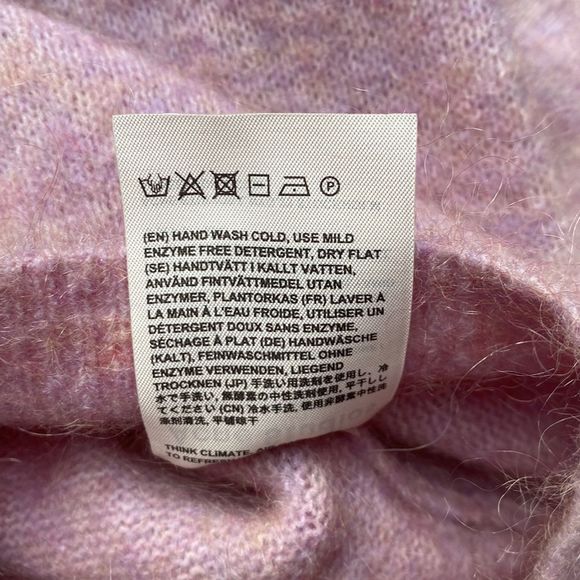 (EN) HAND WASH COLD, USE MILD
ENZYME FREE DETERGENT, DRY FLAT
(SE) HANDTVÄTT I KALLT VATTEN,
ANVÄND FINTVÄTTMEDEL UTAN
ENZYMER, PLANTORKAS (FR) LAVER À
LA MAIN À L'EAU FROIDE, UTILISER UN
DÉTERGENT DOUX SANS ENZYME,
SÉCHAGE À PLAT (DE) HANDWÄSCHE
(KALT), FEINWASCHMITTEL OHNE
ENZYME VERWENDEN, LIEGEND
TROCKNEN (JP) 手洗い用洗剤を使用し、冷
水で手洗い, 無酵素の中性洗剤使用, 平干しし
てください (CN) 冷水手洗, 使用非酵素中性洗
添剂清洗, 平铺晾干
THINK CLIMATE,
TO REFRESH